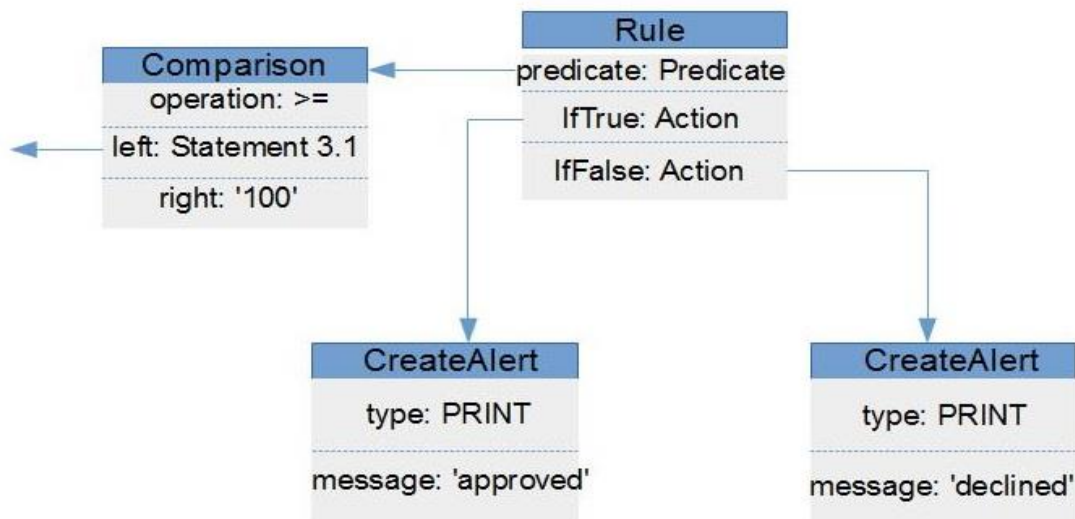 Rule
predicate: Predicate
IfTrue: Action
IfFalse: Action
Comparison
operation: >=
left: Statement 3.1
right: '100'
CreateAlert
type: PRINT
message: 'approved'
CreateAlert
type: PRINT
message: 'declined'